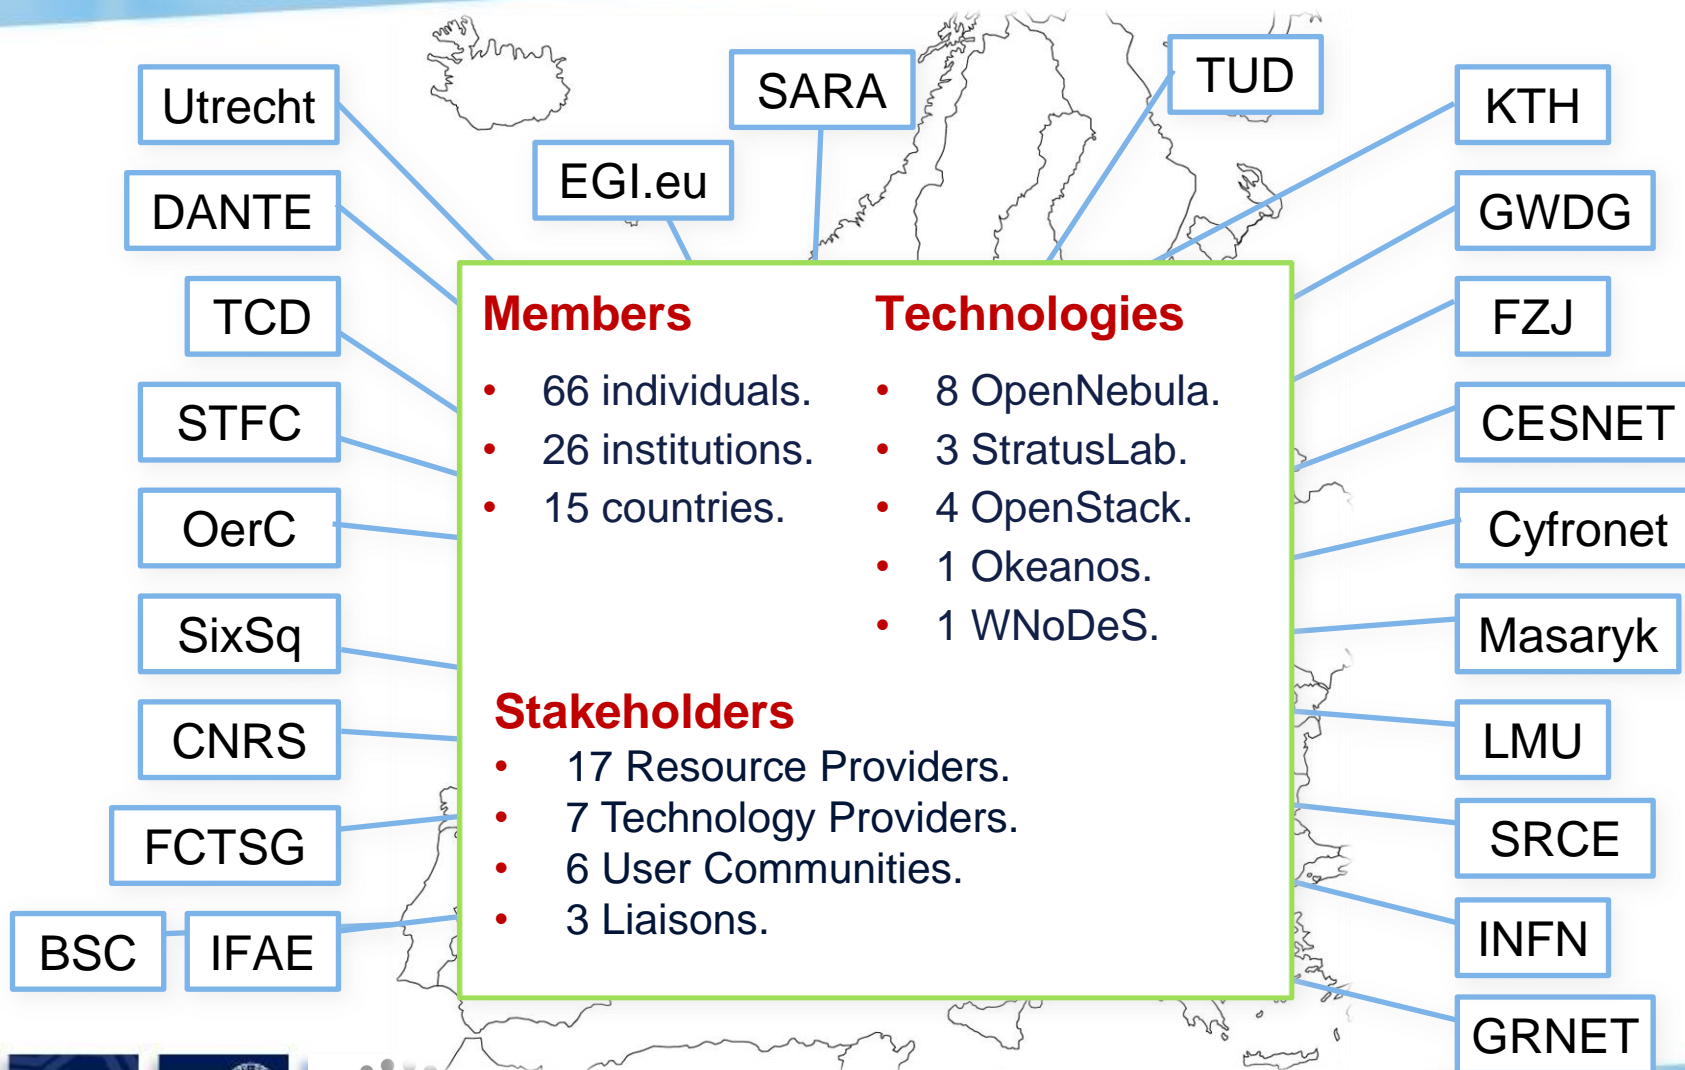 Utrecht
DANTE
TCD
STFC
OerC
SixSq
CNRS
FCTSG
BSC
IFAE
EGI.eu
SARA
TUD
KTH
GWDG
FZJ
CESNET
Cyfronet
Masaryk
LMU
SRCE
INFN
GRNET
Members
• 66 individuals.
• 26 institutions.
• 15 countries.
Technologies
• 8 OpenNebula.
• 3 StratusLab.
• 4 OpenStack.
• 1 Okeanos.
• 1 WNoDeS.
Stakeholders
• 17 Resource Providers.
• 7 Technology Providers.
• 6 User Communities.
• 3 Liaisons.